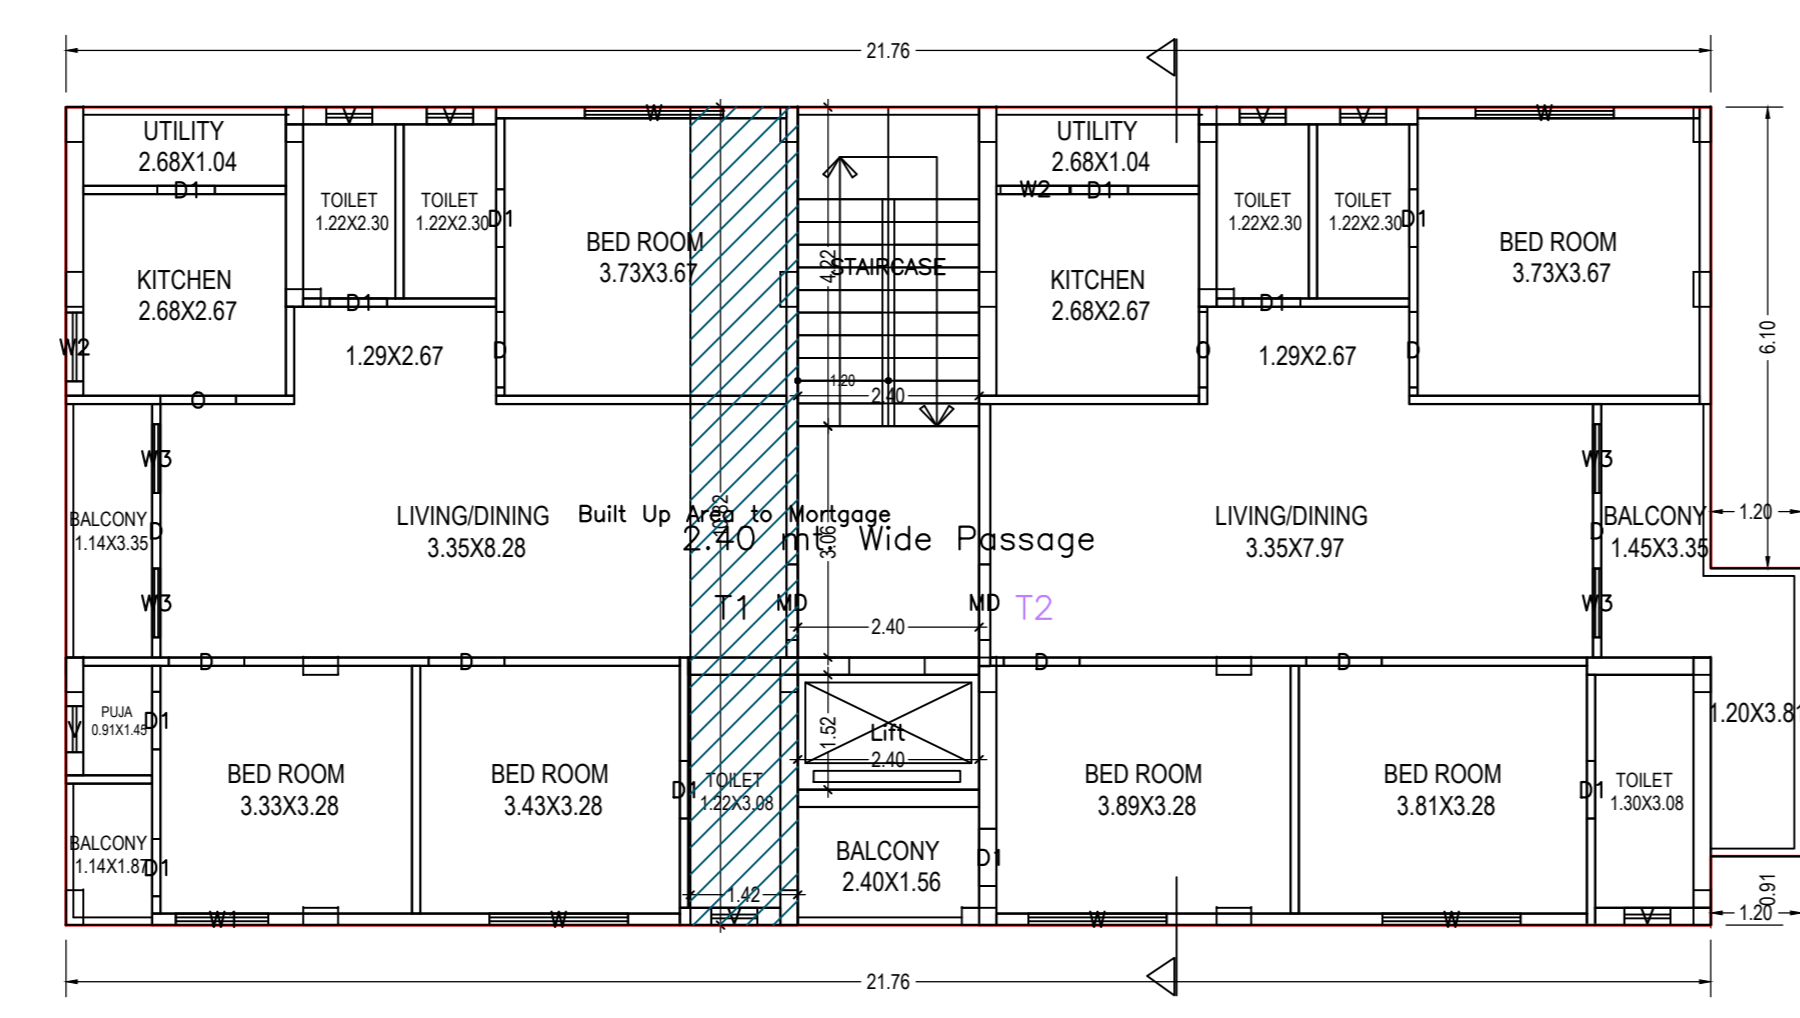 21.76
V
V
W
V
V
W
UTILITY
2.68X1.04
UTILITY
2.68X1.04
D1
W2
D1
TOILET
1.22X2.30
TOILET
1.22X2.30
D1
TOILET
1.22X2.30
TOILET
1.22X2.30
D1
BED ROOM
3.73X3.67
BED ROOM
3.73X3.67
4.22
STAIRCASE
KITCHEN
2.68X2.67
KITCHEN
2.68X2.67
D1
D1
6.10
W2
1.29X2.67
D
O
1.29X2.67
D
1.20
2.40
O
W3
W3
BALCONY
1.14X3.35
D
LIVING/DINING
3.35X8.28
Built Up Area to Mortgage
2.40 mt Wide Passage
3.06
LIVING/DINING
3.35X7.97
D
BALCONY
1.45X3.35
1.20
W3
T1
MD
MD
T2
W3
2.40
D
D
D
D
PUJA
0.91X1.45
D1
V
1.52
Lift
2.40
1.20X3.81
BED ROOM
3.33X3.28
BED ROOM
3.43X3.28
D1
TOILET
1.22X3.08
BED ROOM
3.89X3.28
BED ROOM
3.81X3.28
D1
TOILET
1.30X3.08
BALCONY
1.14X1.87
D1
BALCONY
2.40X1.56
D1
1.42
0.91
1.20
W1
W
V
W
W
V
21.76